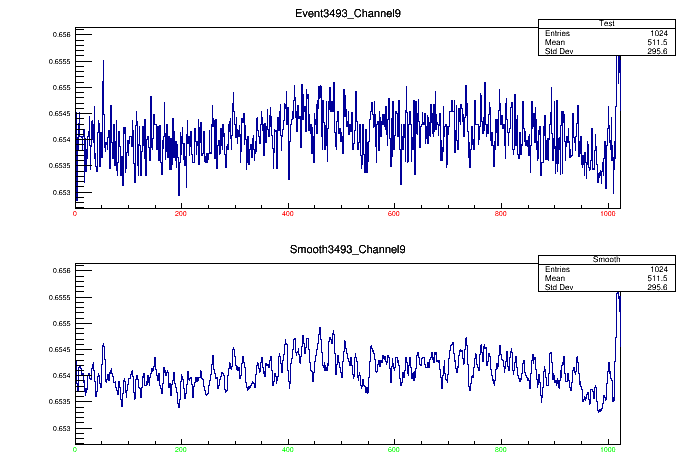 Event3493_Channel9
Test
Entries 1024
Mean 511.5
Std Dev 295.6
0.656
0.6555
0.655
0.6545
0.654
0.6535
0.653
0 200 400 600 800 1000
Smooth3493_Channel9
Smooth
Entries 1024
Mean 511.5
Std Dev 295.6
0.656
0.6555
0.655
0.6545
0.654
0.6535
0.653
0 200 400 600 800 1000